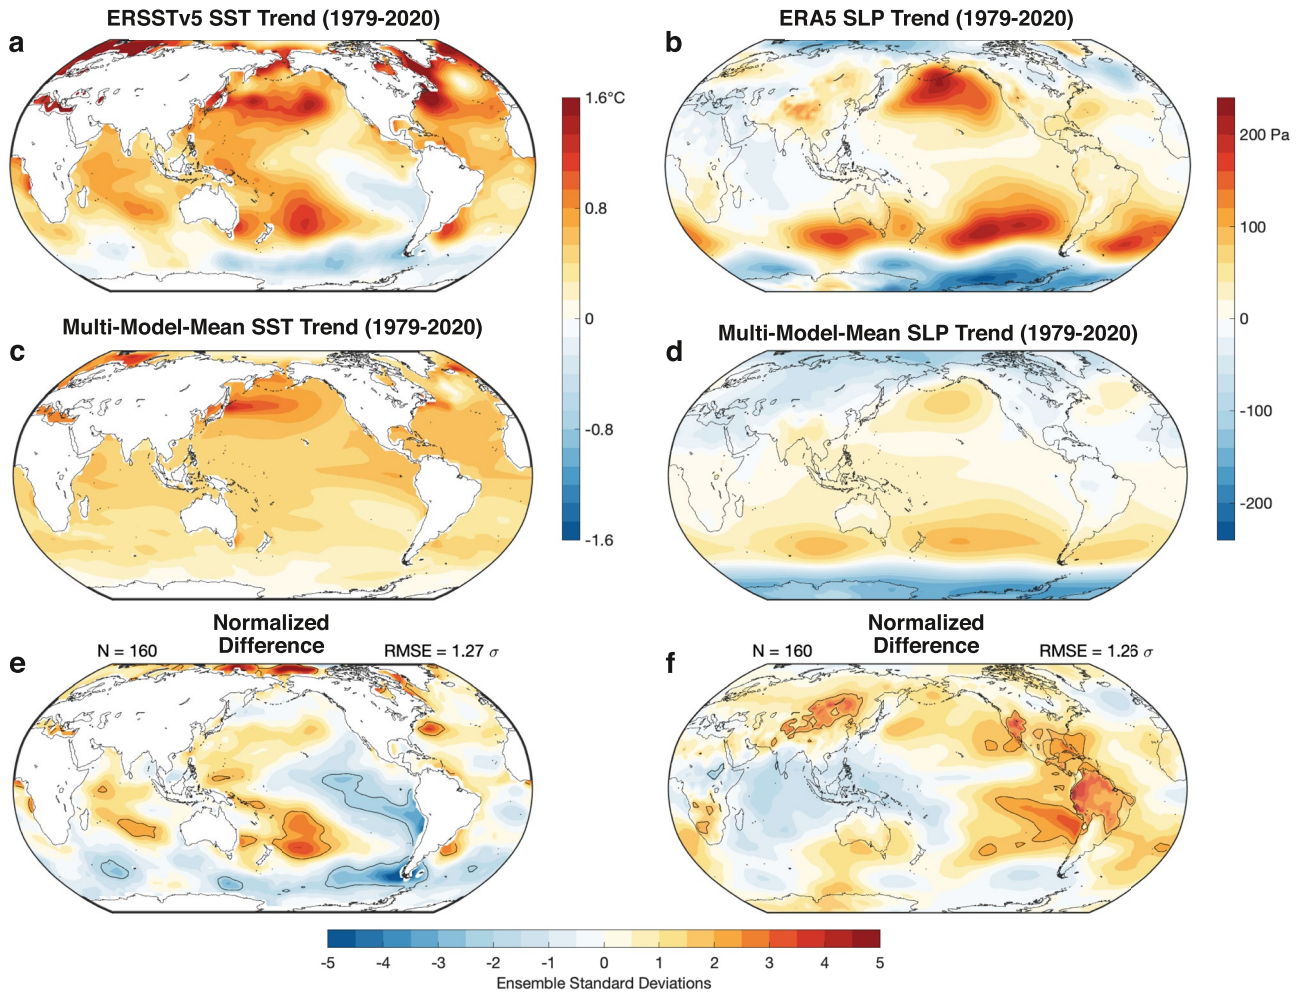 ERSSTv5 SST Trend (1979-2020)
ERA5 SLP Trend (1979-2020)
a
b
1.6°C
0.8
0
-0.8
-1.6
200 Pa
100
0
-100
-200
Multi-Model-Mean SST Trend (1979-2020)
Multi-Model-Mean SLP Trend (1979-2020)
c
d
Normalized
Difference
Normalized
Difference
e
N = 160
RMSE = 1.27 σ
f
N = 160
RMSE = 1.26 σ
-5 -4 -3 -2 -1 0 1 2 3 4 5
Ensemble Standard Deviations